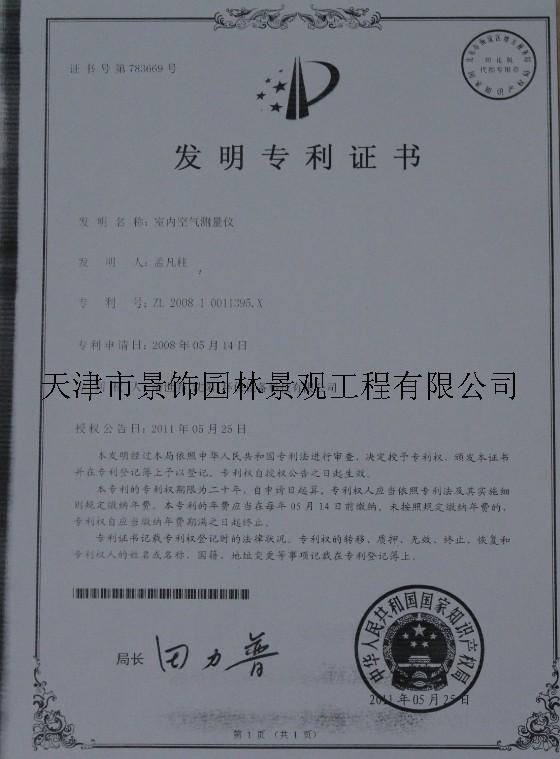 证书号第783669号
发明专利证书
发明名称：室内空气测量仪
发明人：孟凡桂
专利号：ZL 2008 1 0011395.X
专利申请日：2008年05月14日
天津市景饰园林景观工程有限公司
授权公告日：2011年05月25日
本发明经过本局依照中华人民共和国专利法进行审查，决定授予专利权，颁发本证书
并在专利登记簿上予以登记。专利权自授权公告之日起生效。
本专利的专利权期限为二十年，自申请日起算。专利权人应当依照专利法及其实施细
则规定缴纳年费。本专利的年费应当在每年05月14日前缴纳。未按照规定缴纳年费的，
专利权自应当缴纳年费期满之日起终止。
专利证书记载专利权登记时的法律状况。专利权的转移、质押、无效、终止、恢复和
专利权人的姓名或名称、国籍、地址变更等事项记载在专利登记簿上。
局长 田力普
中华人民共和国国家知识产权局
2011年05月25日
第1页（共1页）